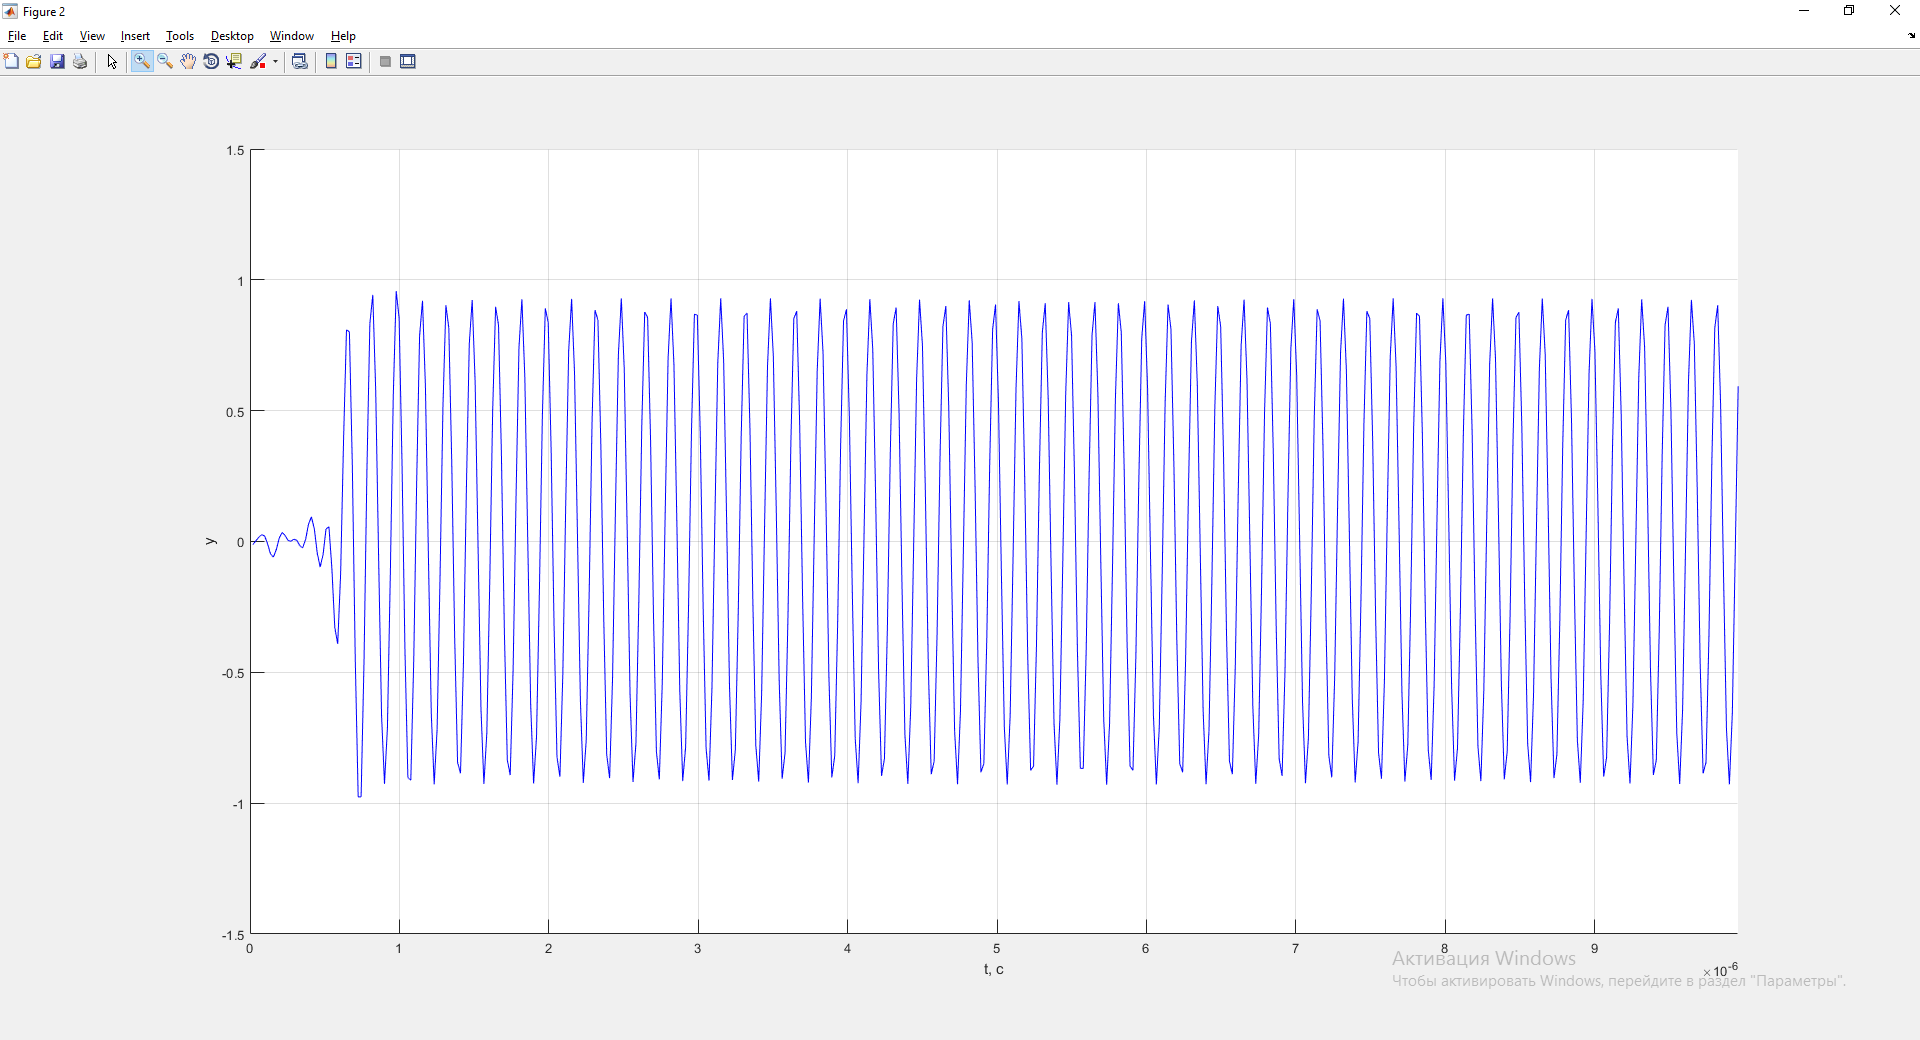 Figure 2
File Edit View Insert Tools Desktop Window Help
1.5
1
0.5
0
-0.5
-1
-1.5
y
0 1 2 3 4 5 6 7 8 9
t, c
×10⁻⁶
Активация Windows
Чтобы активировать Windows, перейдите в раздел "Параметры".